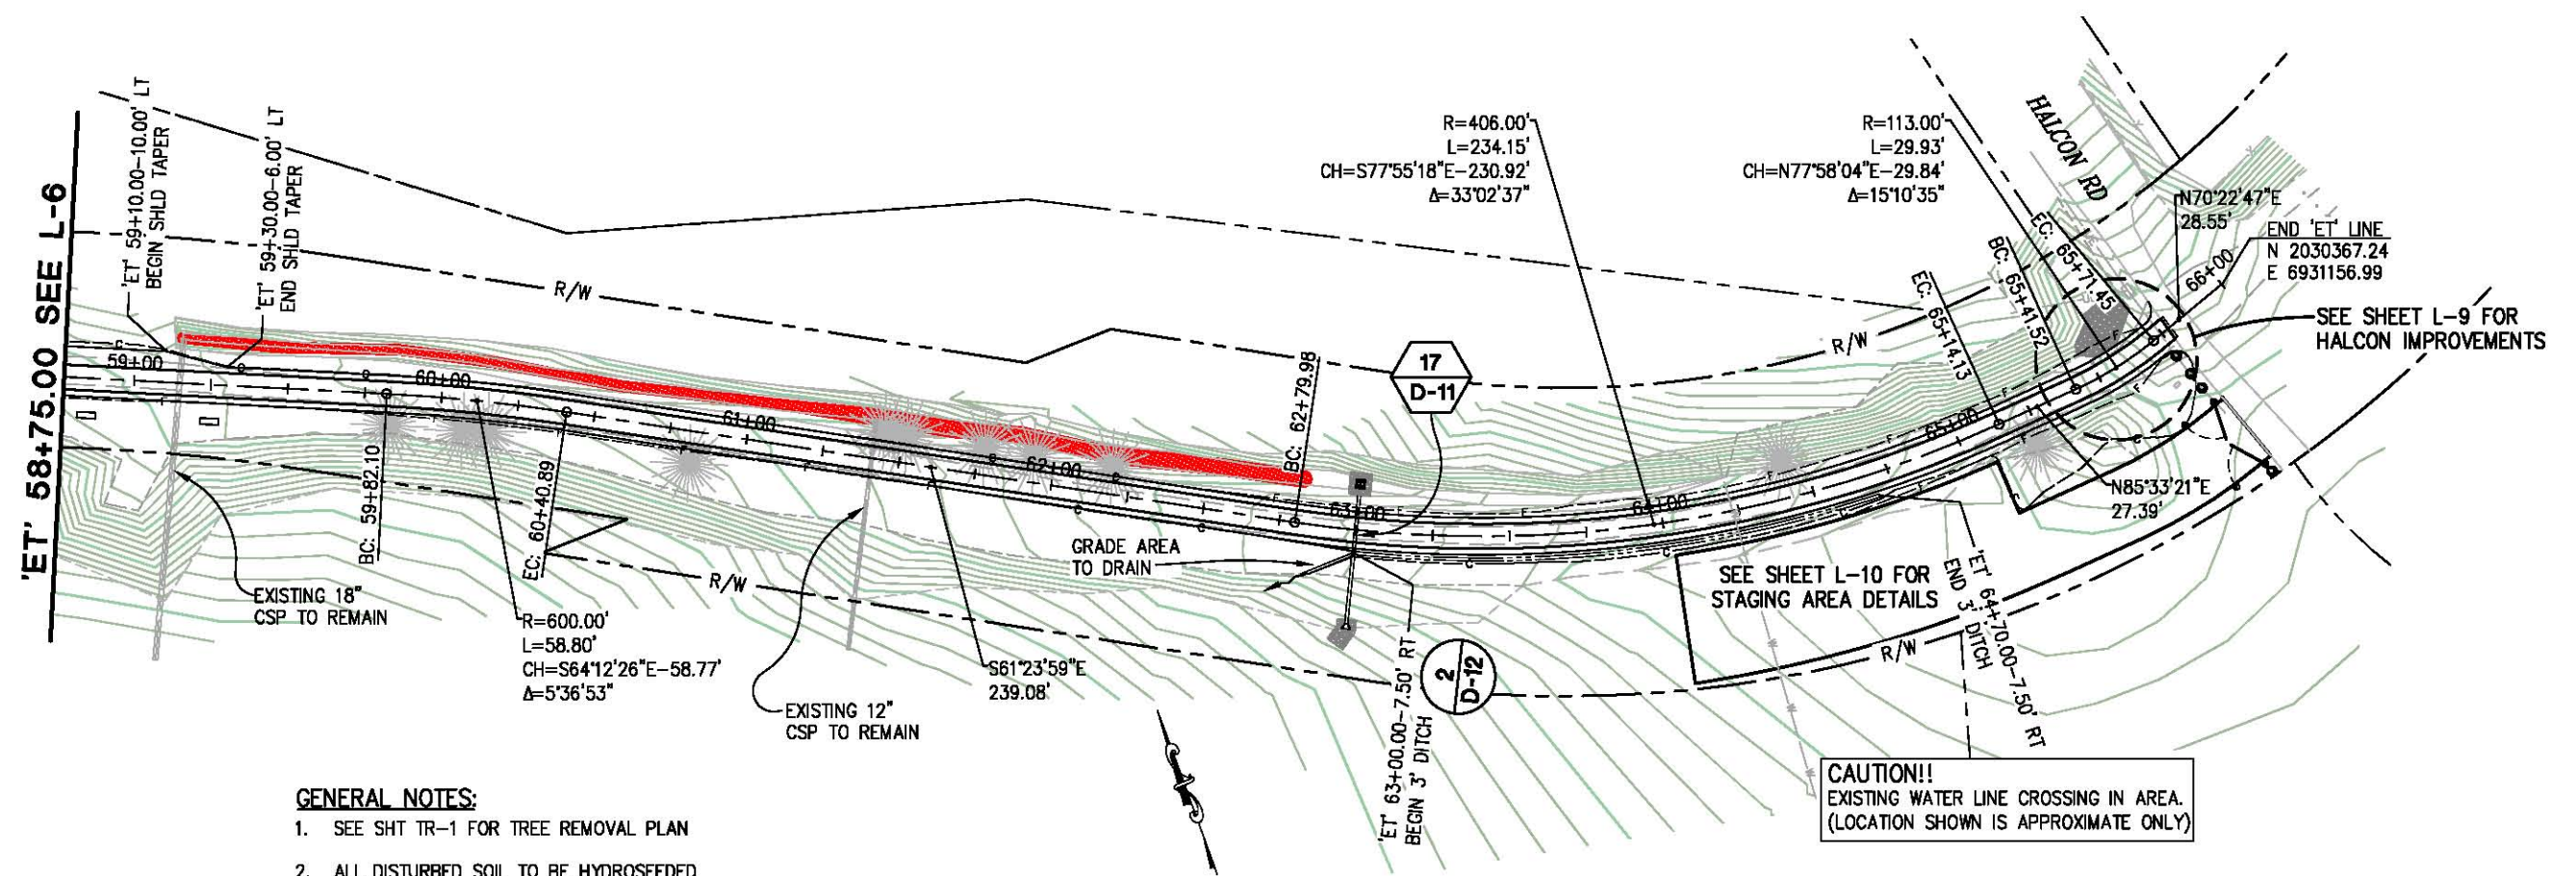 'ET' 58+75.00 SEE L-6
'ET' 59+10.00-10.00' LT
BEGIN SHLD TAPER
'ET' 59+30.00-6.00' LT
END SHLD TAPER
R/W
59+00
60+00
61+00
62+00
63+00
64+00
65+00
66+00
BC: 59+82.10
EC: 60+40.89
EXISTING 18"
CSP TO REMAIN
R=600.00'
L=58.80'
CH=S64°12'26"E-58.77'
Δ=5°36'53"
R/W
EXISTING 12"
CSP TO REMAIN
S61°23'59"E
239.08'
GRADE AREA
TO DRAIN
BC: 62+79.98
17
D-11
R=406.00'
L=234.15'
CH=S77°55'18"E-230.92'
Δ=33°02'37"
R=113.00'
L=29.93'
CH=N77°58'04"E-29.84'
Δ=15°10'35"
R/W
EC: 65+14.13
BC: 65+41.52
EC: 65+71.45
HALCON RD
N70°22'47"E
28.55'
END 'ET' LINE
N 2030367.24
E 6931156.99
SEE SHEET L-9 FOR
HALCON IMPROVEMENTS
N85°33'21"E
27.39'
SEE SHEET L-10 FOR
STAGING AREA DETAILS
'ET' 64+70.00-7.50' RT
END 3' DITCH
R/W
'ET' 63+00.00-7.50' RT
BEGIN 3' DITCH
2
D-12
CAUTION!!
EXISTING WATER LINE CROSSING IN AREA.
(LOCATION SHOWN IS APPROXIMATE ONLY)
GENERAL NOTES:
1. SEE SHT TR-1 FOR TREE REMOVAL PLAN
2. ALL DISTURBED SOIL TO BE HYDROSEEDED